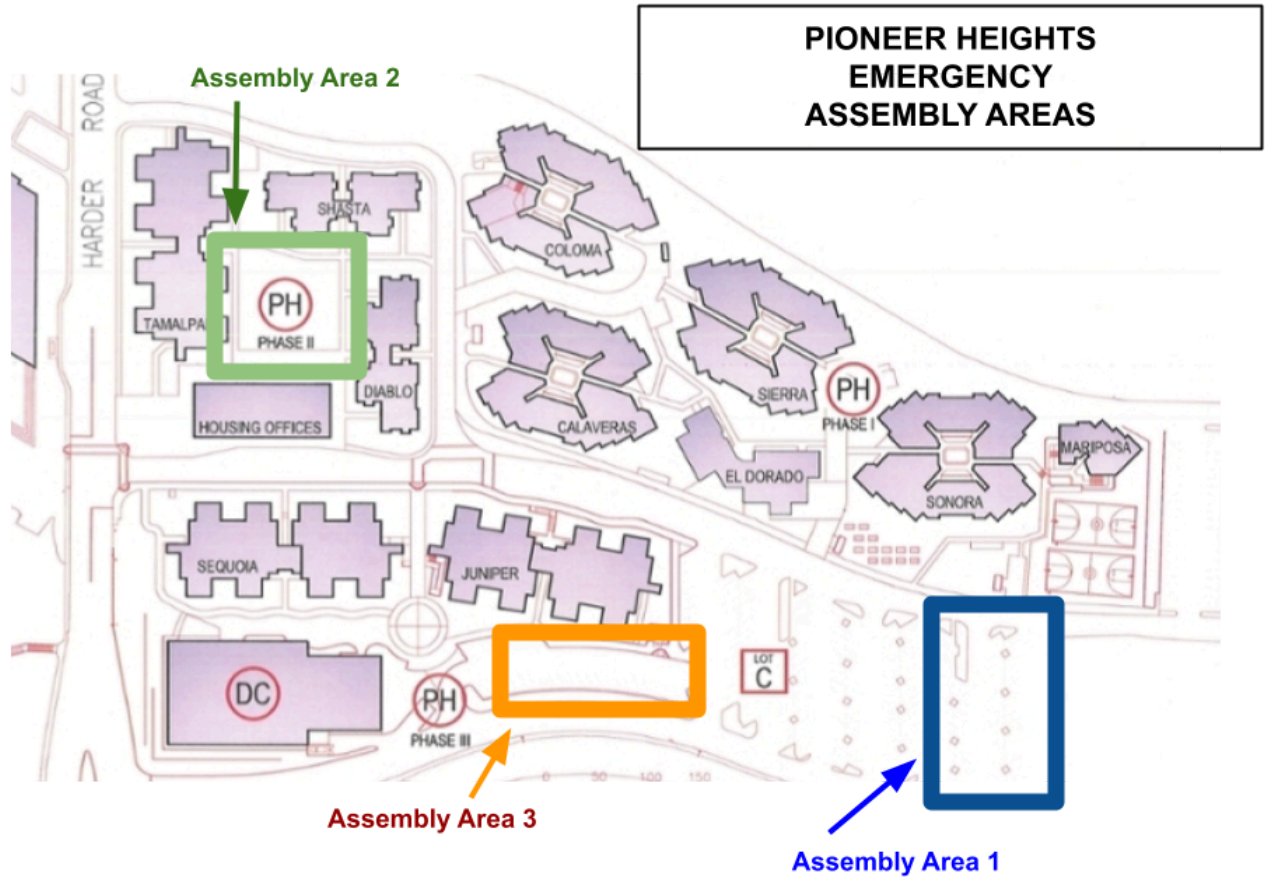 PIONEER HEIGHTS
EMERGENCY
ASSEMBLY AREAS
Assembly Area 2
HARDER ROAD
SHASTA
COLOMA
PH
PHASE II
TAMALPA
DIABLO
HOUSING OFFICES
SIERRA
PH
PHASE I
CALAVERAS
EL DORADO
MARIPOSA
SONORA
SEQUOIA
JUNIPER
LOT
C
DC
PH
PHASE III
0 50 100 150
Assembly Area 3
Assembly Area 1